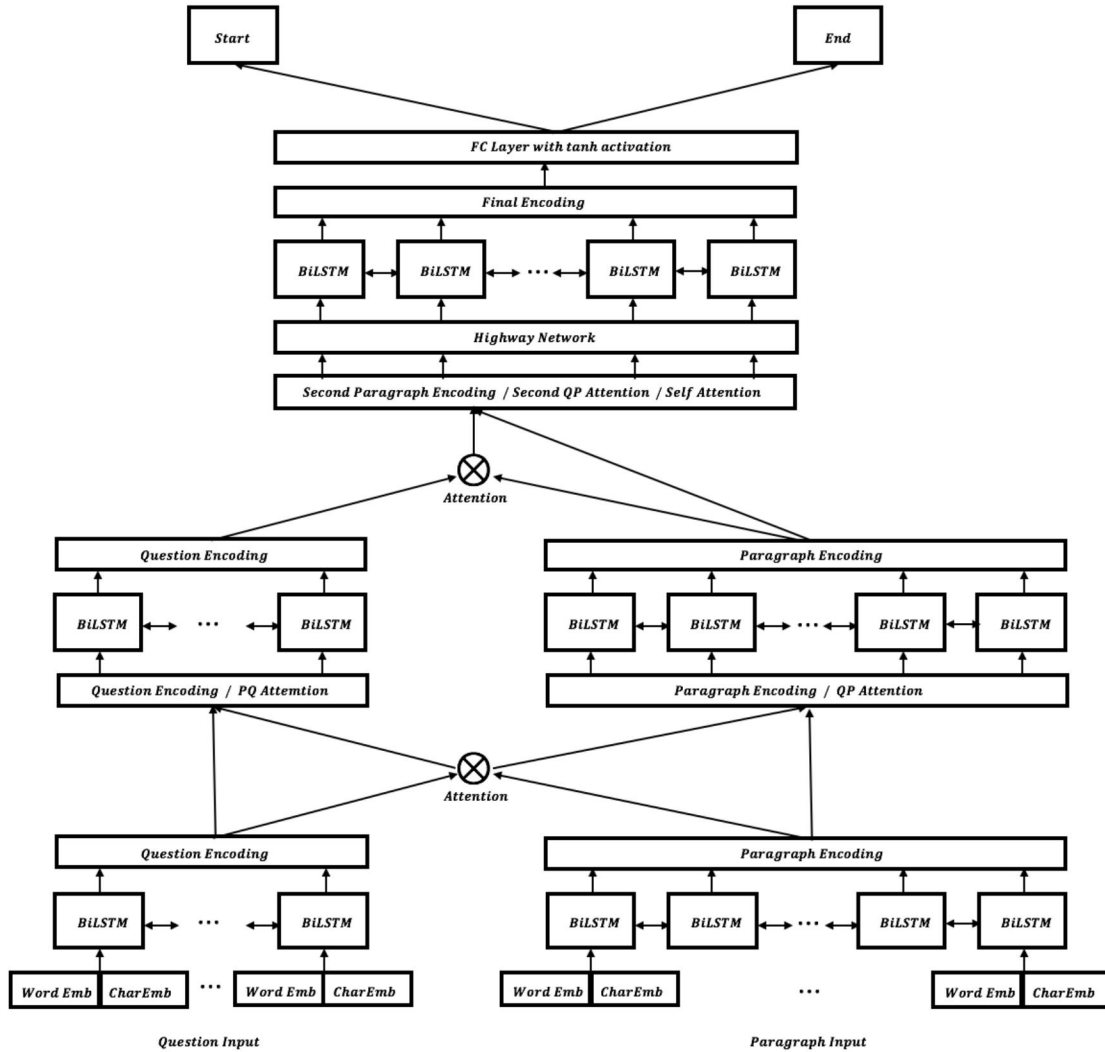 Start End
FC Layer with tanh activation
Final Encoding
BiLSTM BiLSTM ... BiLSTM BiLSTM
Highway Network
Second Paragraph Encoding / Second QP Attention / Self Attention
Attention
Question Encoding Paragraph Encoding
BiLSTM ... BiLSTM BiLSTM BiLSTM ... BiLSTM BiLSTM
Question Encoding / PQ Attemtion Paragraph Encoding / QP Attention
Attention
Question Encoding Paragraph Encoding
BiLSTM ... BiLSTM BiLSTM BiLSTM ... BiLSTM BiLSTM
Word Emb CharEmb ... Word Emb CharEmb Word Emb CharEmb ... Word Emb CharEmb
Question Input Paragraph Input